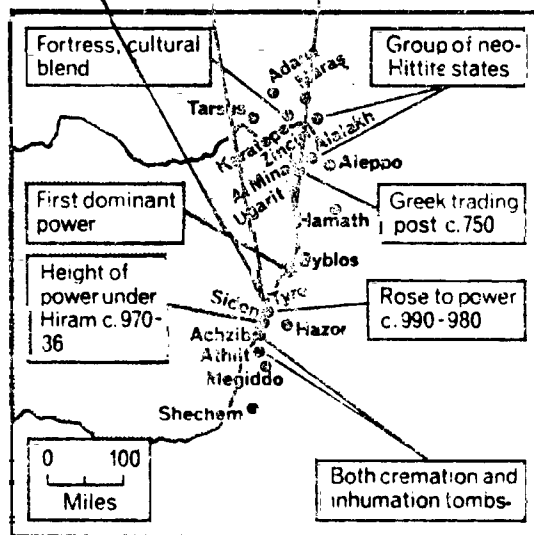 Fortress, cultural
blend
Group of neo-
Hittite states
Adana
Maraş
Tarsus
Karatepe
Zincirli
Alalakh
Al Mina
Aleppo
Ugarit
First dominant
power
Greek trading
post c.750
Hamath
Byblos
Height of
power under
Hiram c. 970-
36
Sidon
Tyre
Rose to power
c. 990-980
Achzib
Hazor
Athlit
Megiddo
Shechem
0 100
Miles
Both cremation and
inhumation tombs